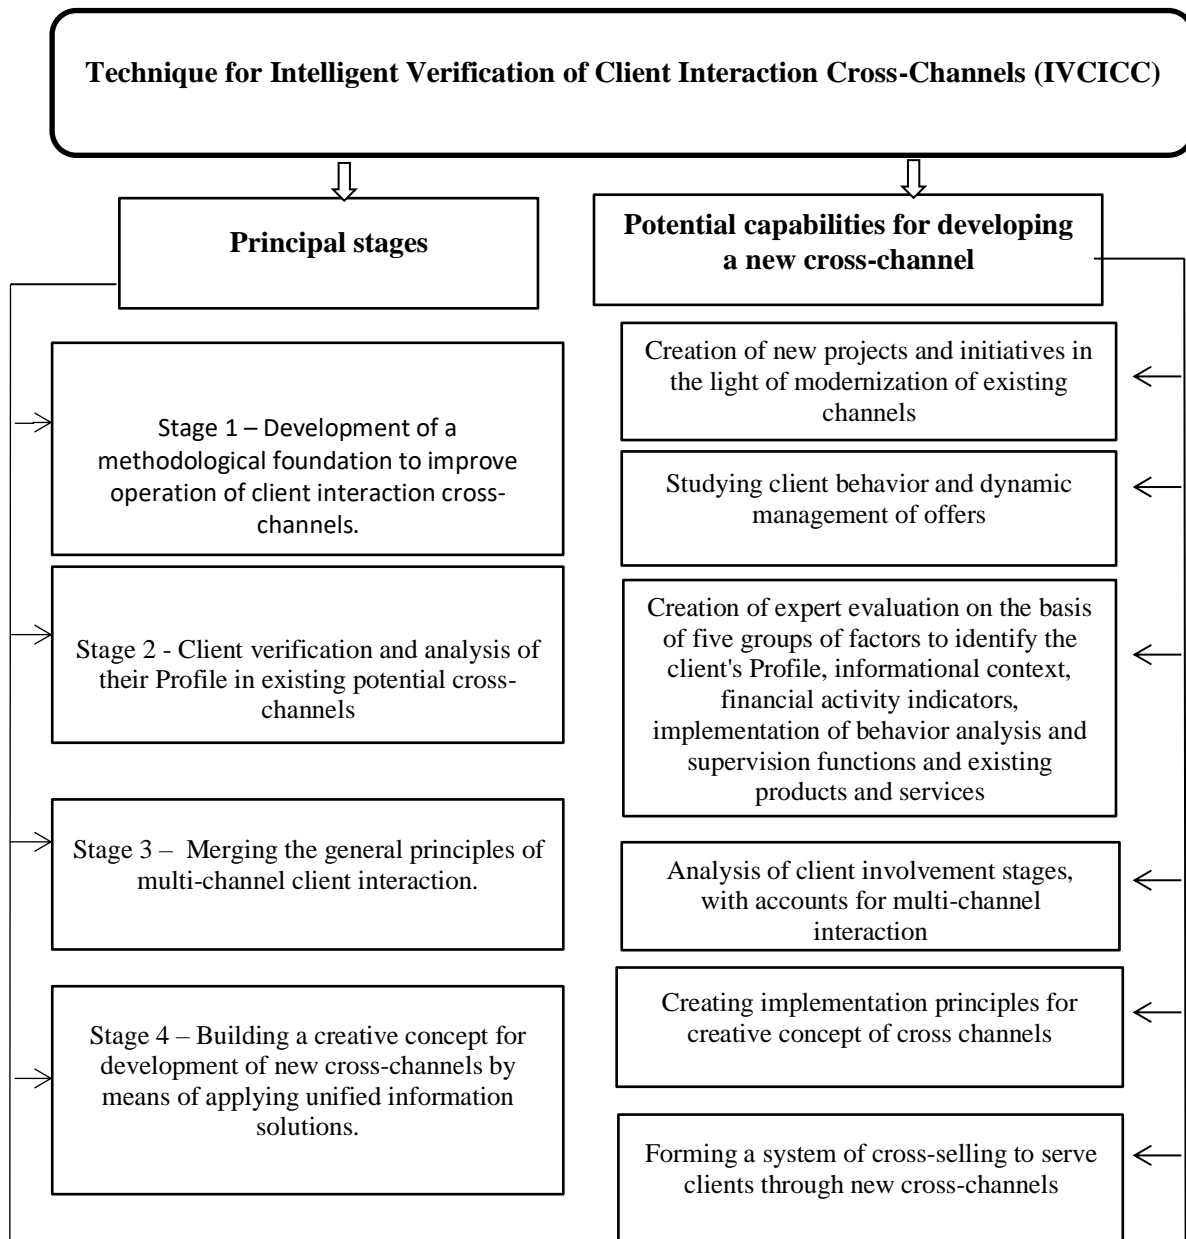 Technique for Intelligent Verification of Client Interaction Cross-Channels (IVCICC)
Principal stages
Stage 1 – Development of a
methodological foundation to improve
operation of client interaction cross-
channels.
Stage 2 - Client verification and analysis of
their Profile in existing potential cross-
channels
Stage 3 –  Merging the general principles of
multi-channel client interaction.
Stage 4 – Building a creative concept for
development of new cross-channels by
means of applying unified information
solutions.
Potential capabilities for developing
a new cross-channel
Creation of new projects and initiatives in
the light of modernization of existing
channels
Studying client behavior and dynamic
management of offers
Creation of expert evaluation on the basis
of five groups of factors to identify the
client's Profile, informational context,
financial activity indicators,
implementation of behavior analysis and
supervision functions and existing
products and services
Analysis of client involvement stages,
with accounts for multi-channel
interaction
Creating implementation principles for
creative concept of cross channels
Forming a system of cross-selling to serve
clients through new cross-channels